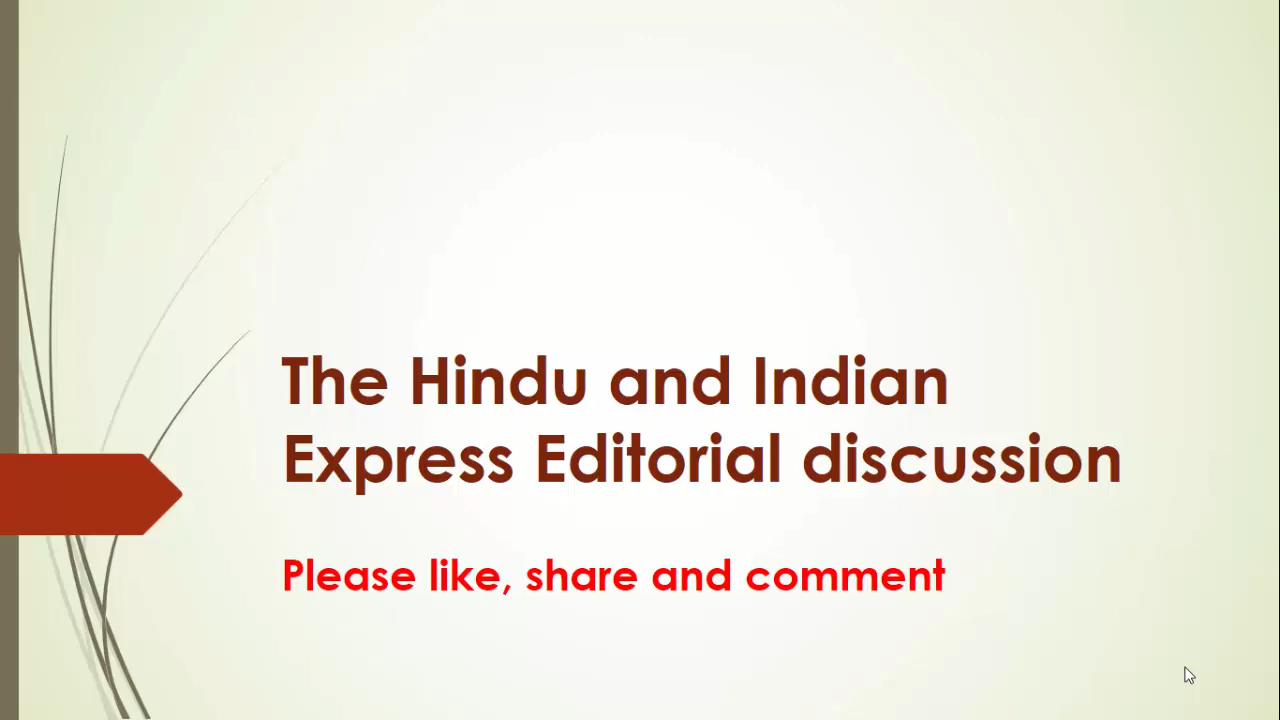 The Hindu and Indian
Express Editorial discussion
Please like, share and comment